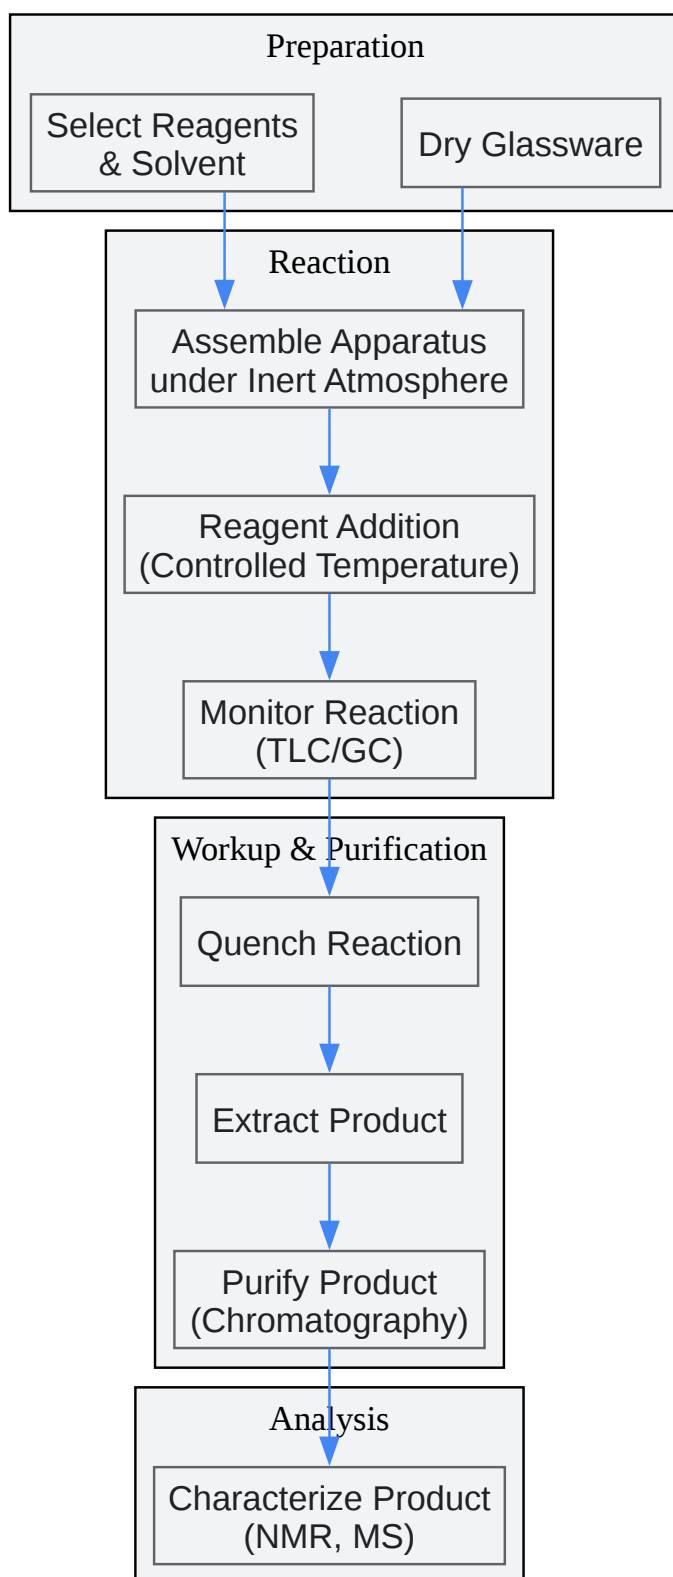 Preparation
Select Reagents
& Solvent
Dry Glassware
Reaction
Assemble Apparatus
under Inert Atmosphere
Reagent Addition
(Controlled Temperature)
Monitor Reaction
(TLC/GC)
Workup & Purification
Quench Reaction
Extract Product
Purify Product
(Chromatography)
Analysis
Characterize Product
(NMR, MS)